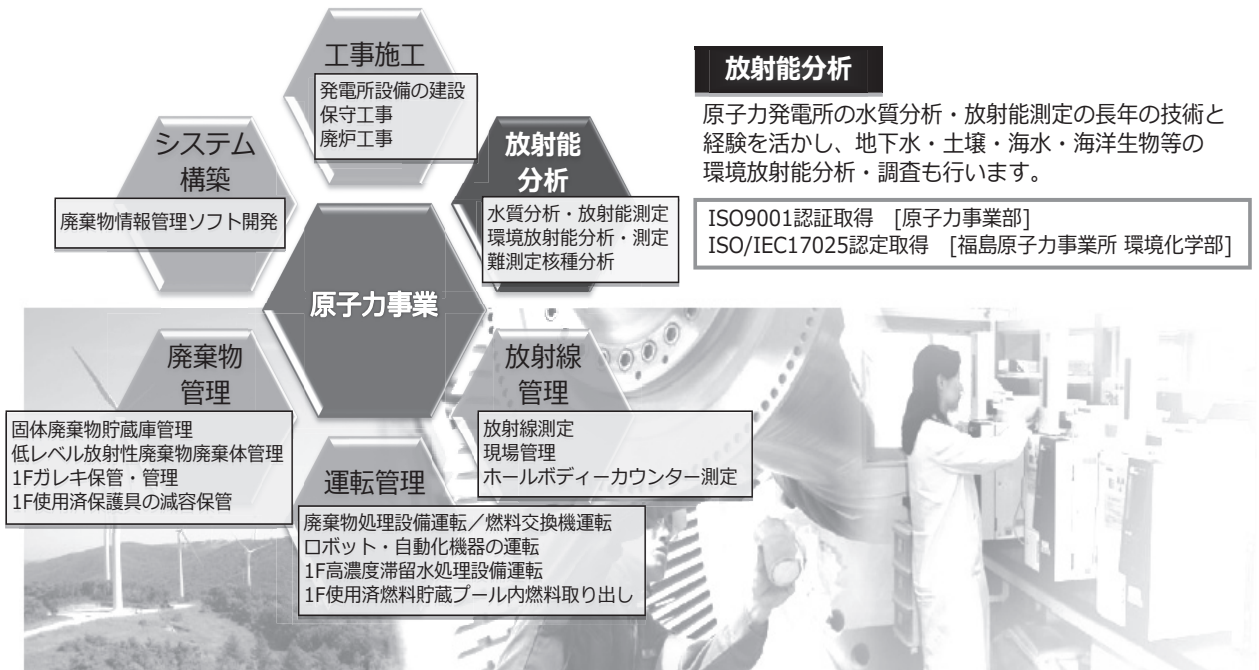 工事施工
発電所設備の建設
保守工事
廃炉工事
システム
構築
廃棄物情報管理ソフト開発
放射能
分析
水質分析・放射能測定
環境放射能分析・測定
難測定核種分析
原子力事業
廃棄物
管理
固体廃棄物貯蔵庫管理
低レベル放射性廃棄物廃棄体管理
1Fガレキ保管・管理
1F使用済保護具の減容保管
放射線
管理
放射線測定
現場管理
ホールボディーカウンター測定
運転管理
廃棄物処理設備運転／燃料交換機運転
ロボット・自動化機器の運転
1F高濃度滞留水処理設備運転
1F使用済燃料貯蔵プール内燃料取り出し
放射能分析
原子力発電所の水質分析・放射能測定の長年の技術と
経験を活かし、地下水・土壌・海水・海洋生物等の
環境放射能分析・調査も行います。
ISO9001認証取得　[原子力事業部]
ISO/IEC17025認定取得　[福島原子力事業所 環境化学部]